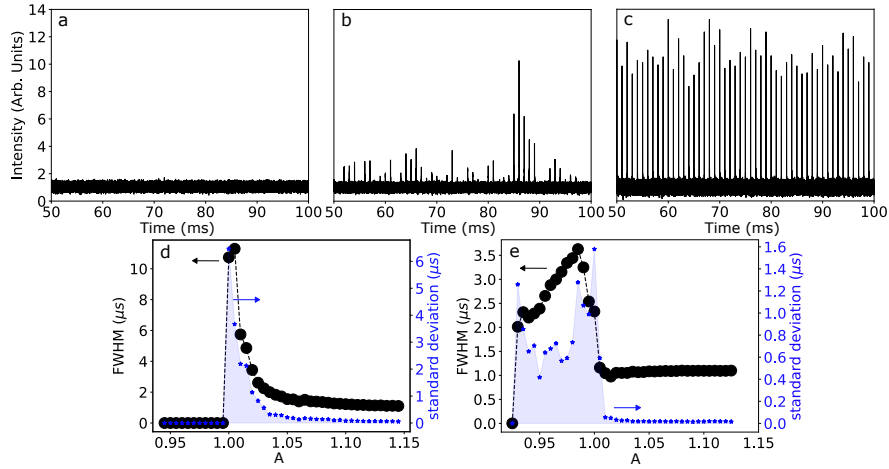 a
b
c
Intensity (Arb. Units)
14
12
10
8
6
4
2
0
50 60 70 80 90 100
50 60 70 80 90 100
50 60 70 80 90 100
Time (ms)
Time (ms)
Time (ms)
d
FWHM (μs)
10
8
6
4
2
0
0.95 1.00 1.05 1.10 1.15
A
6
5
4
3
2
1
0
standard deviation (μs)
e
FWHM (μs)
3.5
3.0
2.5
2.0
1.5
1.0
0.5
0.0
0.95 1.00 1.05 1.10 1.15
A
1.6
1.4
1.2
1.0
0.8
0.6
0.4
0.2
0.0
standard deviation (μs)